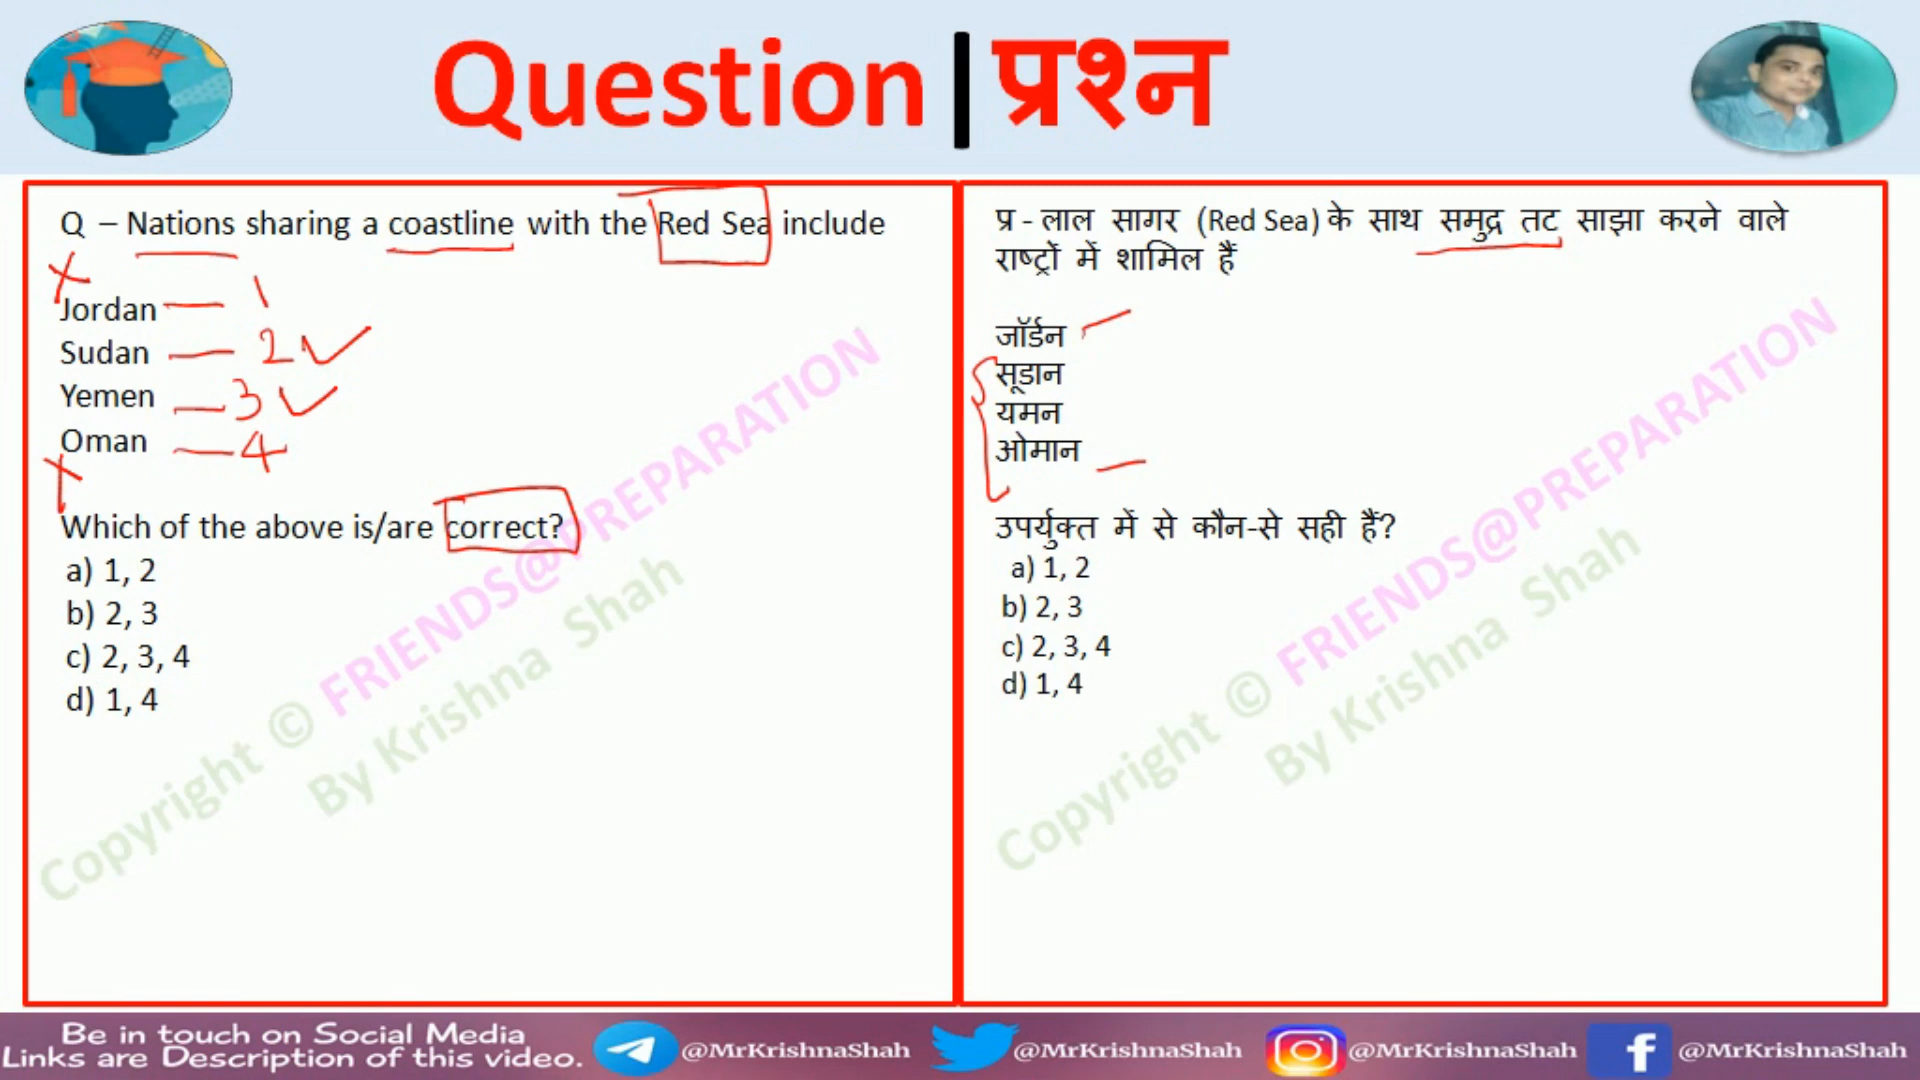 Question|प्रश्न
Q – Nations sharing a coastline with the Red Sea include
Jordan — 1
Sudan — 2
Yemen — 3
Oman — 4
Which of the above is/are correct?
a) 1, 2
b) 2, 3
c) 2, 3, 4
d) 1, 4
Copyright © FRIENDS@PREPARATION
By Krishna Shah
प्र - लाल सागर (Red Sea) के साथ समुद्र तट साझा करने वाले
राष्ट्रों में शामिल हैं
जॉर्डन
सूडान
यमन
ओमान
उपर्युक्त में से कौन-से सही हैं?
a) 1, 2
b) 2, 3
c) 2, 3, 4
d) 1, 4
Copyright © FRIENDS@PREPARATION
By Krishna Shah
Be in touch on Social Media
Links are Description of this video.
@MrKrishnaShah @MrKrishnaShah @MrKrishnaShah @MrKrishnaShah